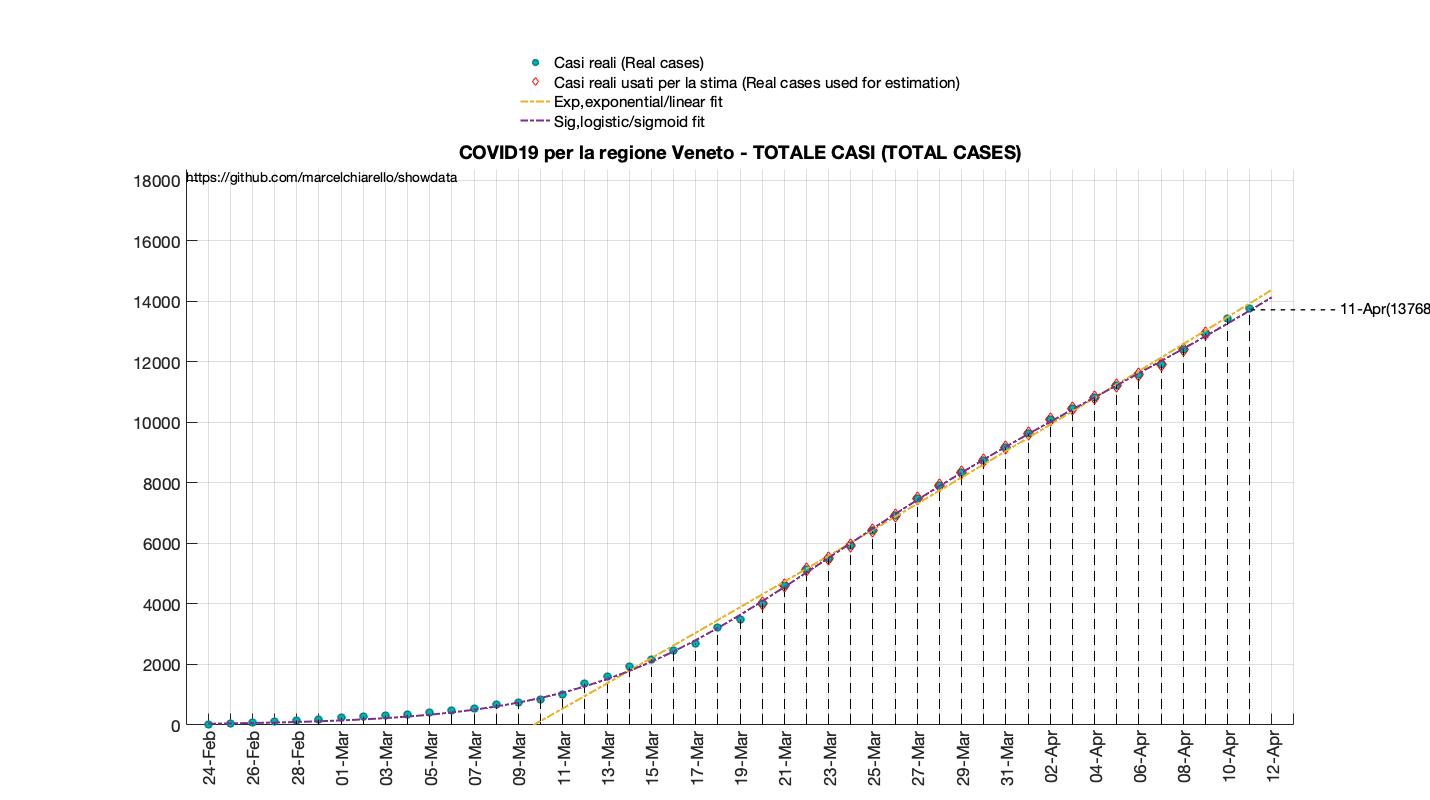 Casi reali (Real cases)
Casi reali usati per la stima (Real cases used for estimation)
Exp,exponential/linear fit
Sig,logistic/sigmoid fit
COVID19 per la regione Veneto - TOTALE CASI (TOTAL CASES)
https://github.com/marcelchiarello/showdata
18000
16000
14000
12000
10000
8000
6000
4000
2000
0
11-Apr(13768
24-Feb
26-Feb
28-Feb
01-Mar
03-Mar
05-Mar
07-Mar
09-Mar
11-Mar
13-Mar
15-Mar
17-Mar
19-Mar
21-Mar
23-Mar
25-Mar
27-Mar
29-Mar
31-Mar
02-Apr
04-Apr
06-Apr
08-Apr
10-Apr
12-Apr